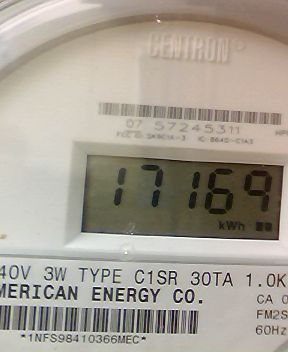 CENTRON®
07 57245311
17169
kWh
40V 3W TYPE C1SR 30TA 1.0K
MERICAN ENERGY CO.
CA 0
FM2S
60Hz
*1NFS98410366MEC*